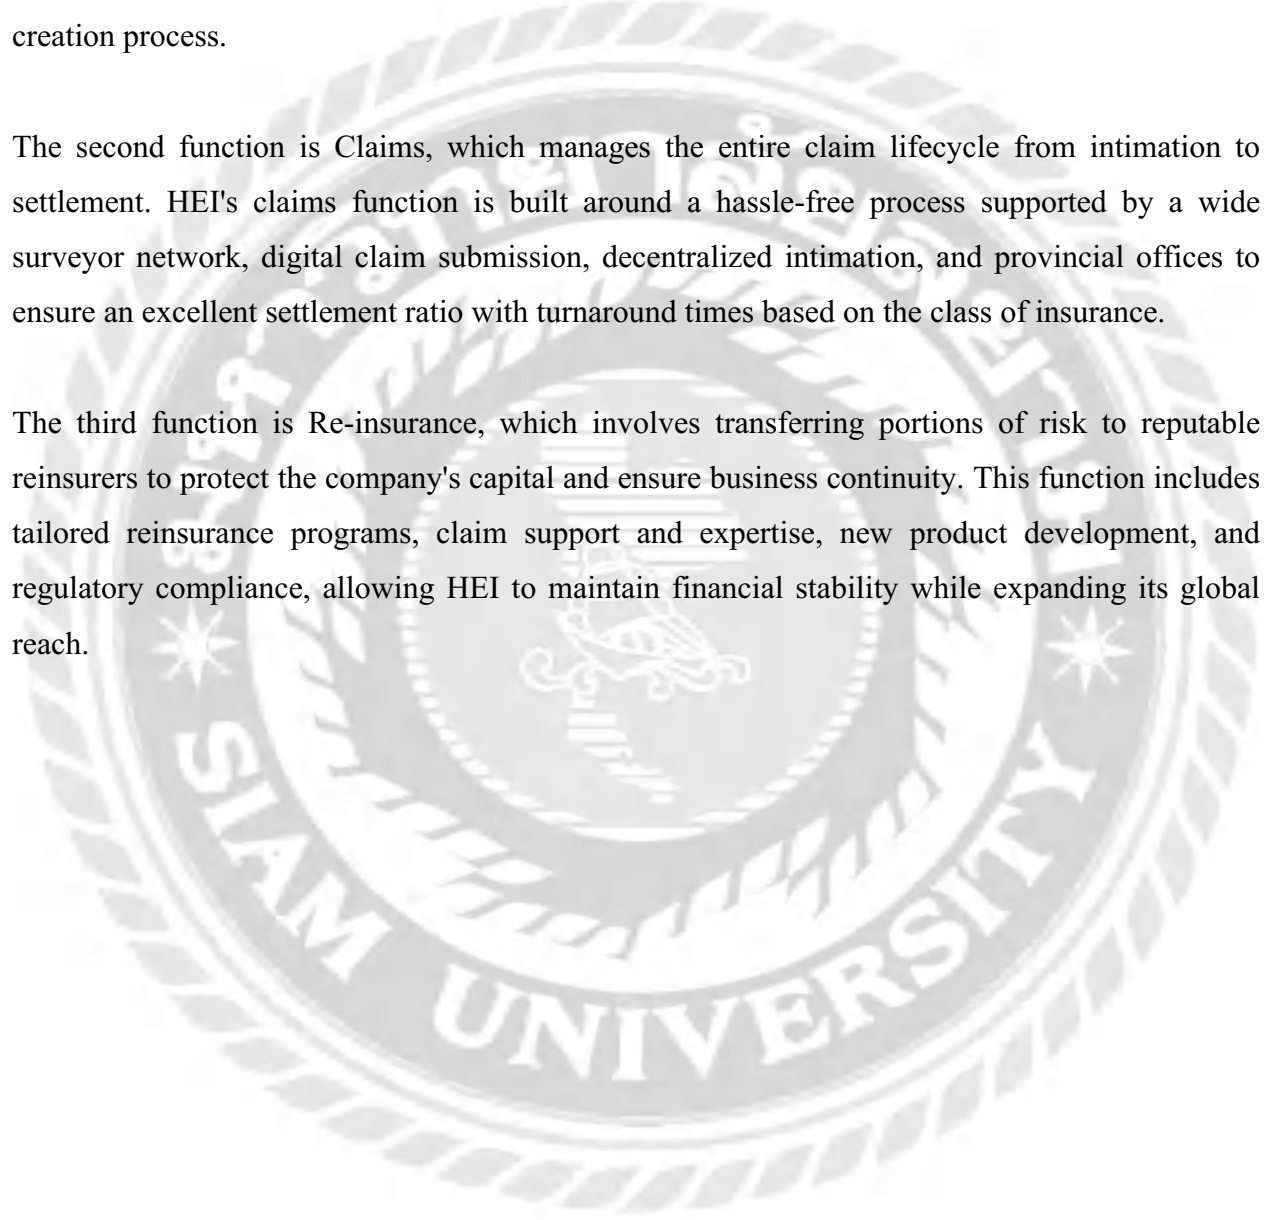 creation process.
The second function is Claims, which manages the entire claim lifecycle from intimation to
settlement. HEI's claims function is built around a hassle-free process supported by a wide
surveyor network, digital claim submission, decentralized intimation, and provincial offices to
ensure an excellent settlement ratio with turnaround times based on the class of insurance.
The third function is Re-insurance, which involves transferring portions of risk to reputable
reinsurers to protect the company's capital and ensure business continuity. This function includes
tailored reinsurance programs, claim support and expertise, new product development, and
regulatory compliance, allowing HEI to maintain financial stability while expanding its global
reach.
SIAM UNIVERSITY